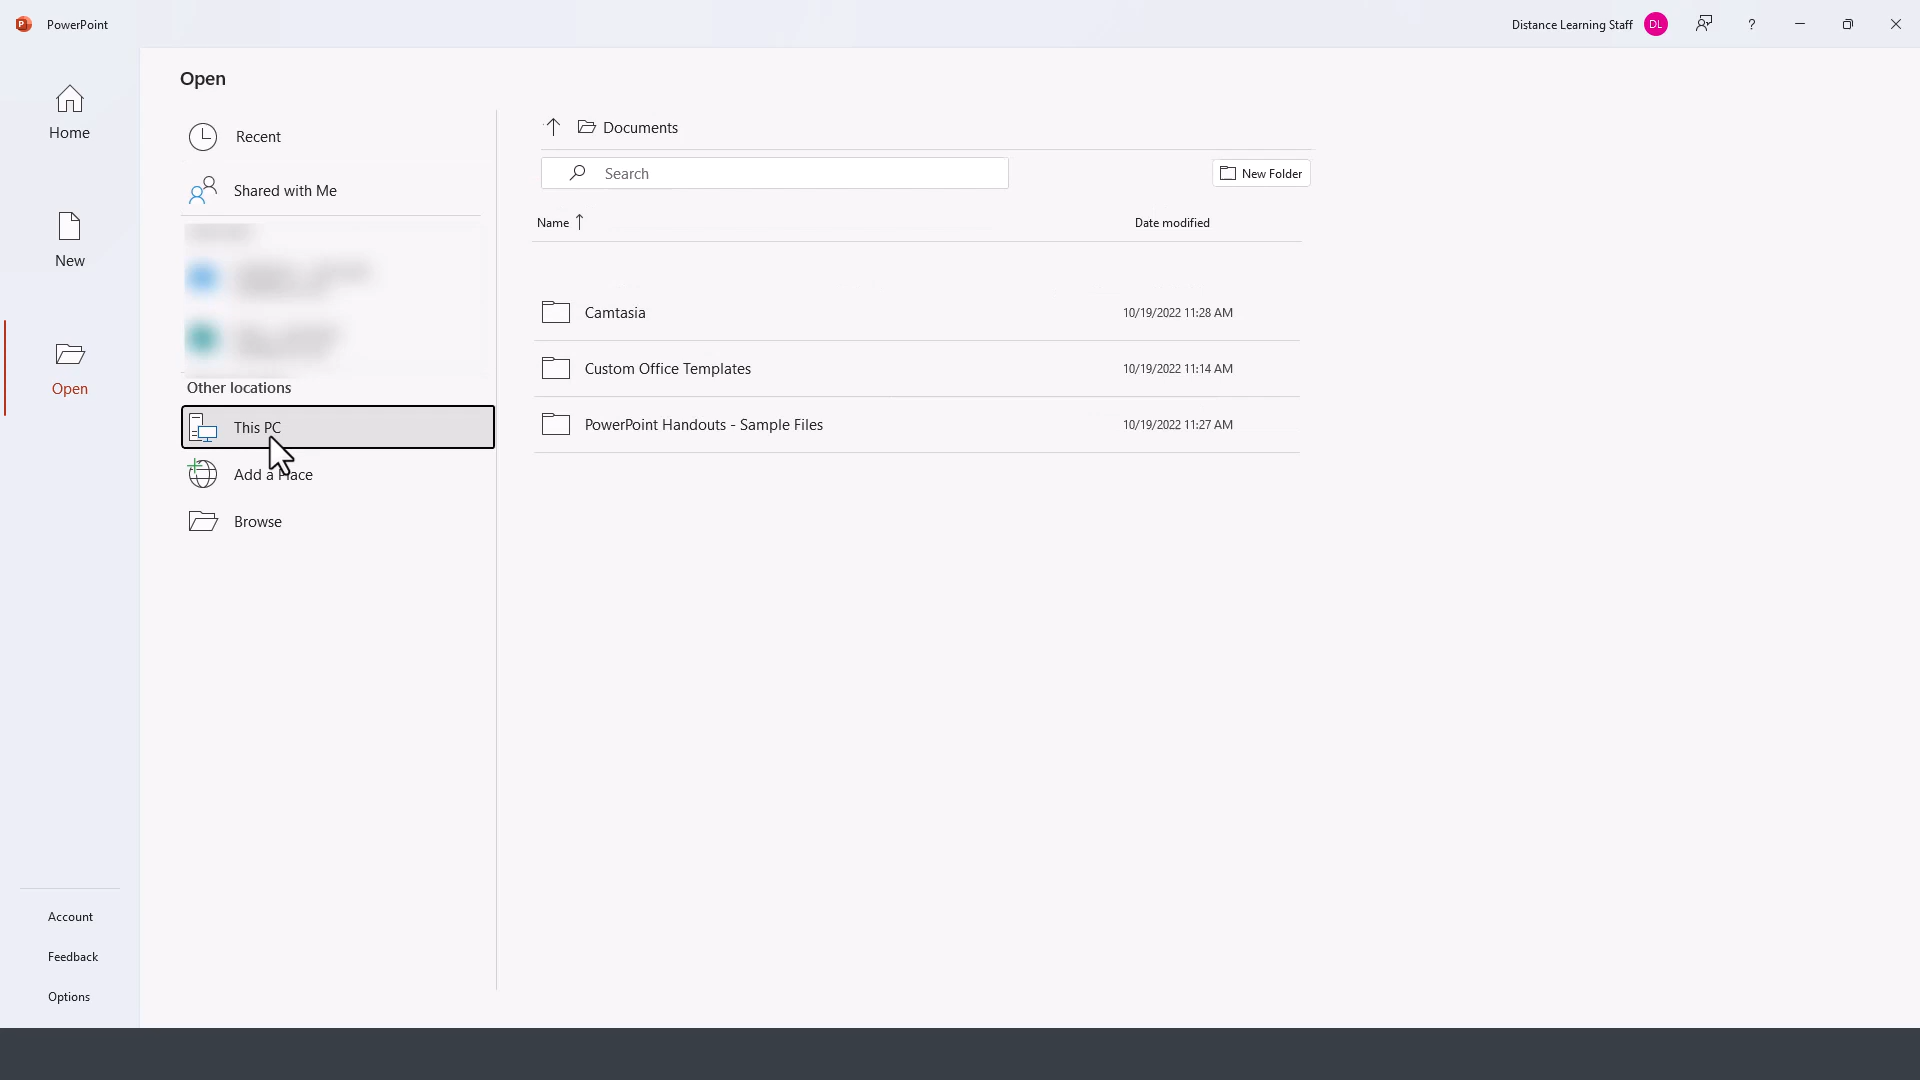 PowerPoint
Distance Learning Staff DL ?
Home
New
Open
Account
Feedback
Options
Open
Recent
Shared with Me
Other locations
This PC
Add a Place
Browse
Documents
Search
New Folder
Name Date modified
Camtasia 10/19/2022 11:28 AM
Custom Office Templates 10/19/2022 11:14 AM
PowerPoint Handouts - Sample Files 10/19/2022 11:27 AM